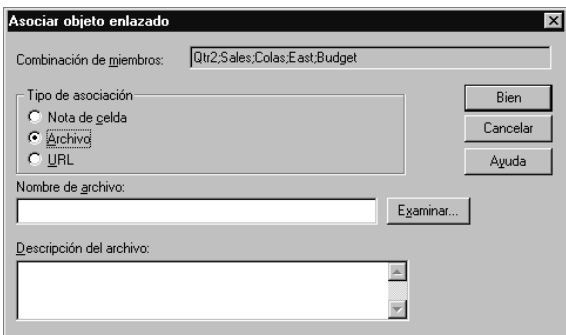 Asociar objeto enlazado
Combinación de miembros: Qtr2;Sales;Colas;East;Budget
Tipo de asociación
Nota de celda
Archivo
URL
Bien
Cancelar
Ayuda
Nombre de archivo:
Examinar...
Descripción del archivo: